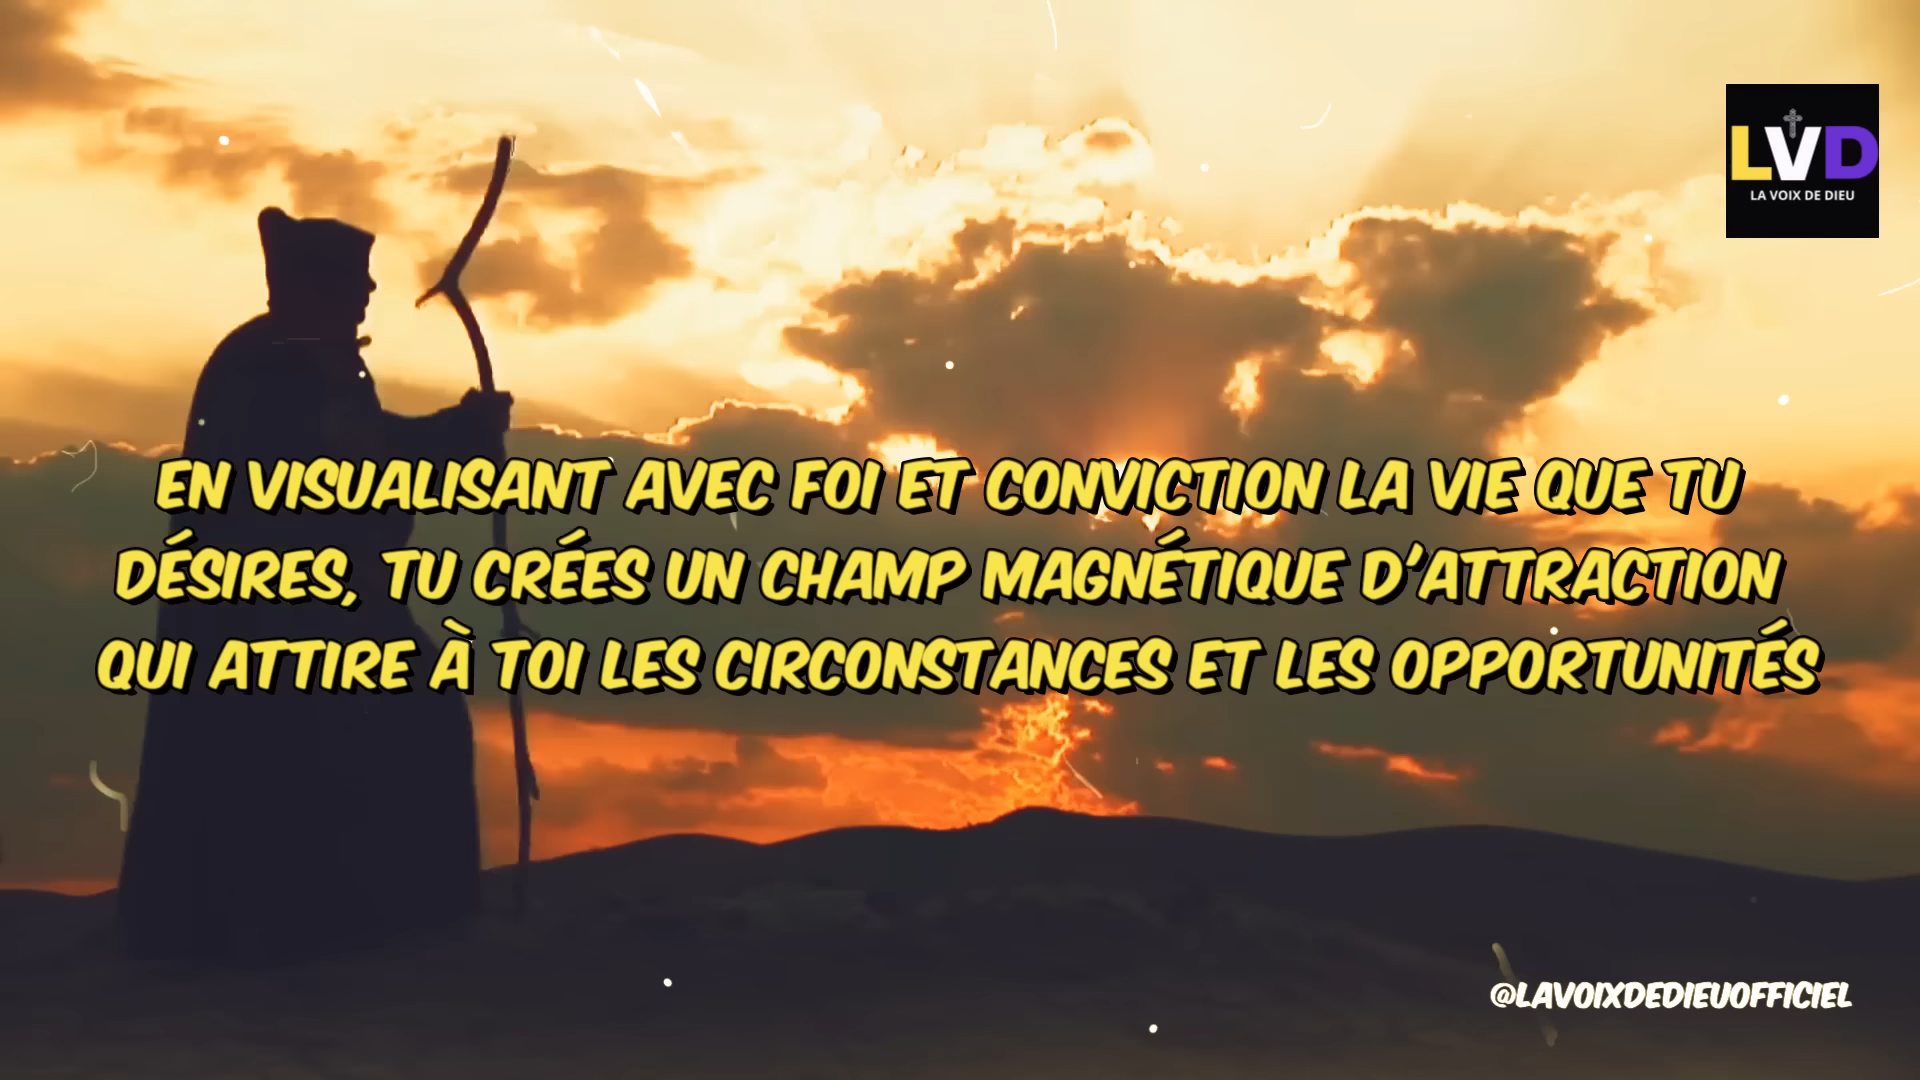 LVD
LA VOIX DE DIEU
EN VISUALISANT AVEC FOI ET CONVICTION LA VIE QUE TU
DÉSIRES, TU CRÉES UN CHAMP MAGNÉTIQUE D'ATTRACTION
QUI ATTIRE À TOI LES CIRCONSTANCES ET LES OPPORTUNITÉS
@LAVOIXDEDIEUOFFICIEL